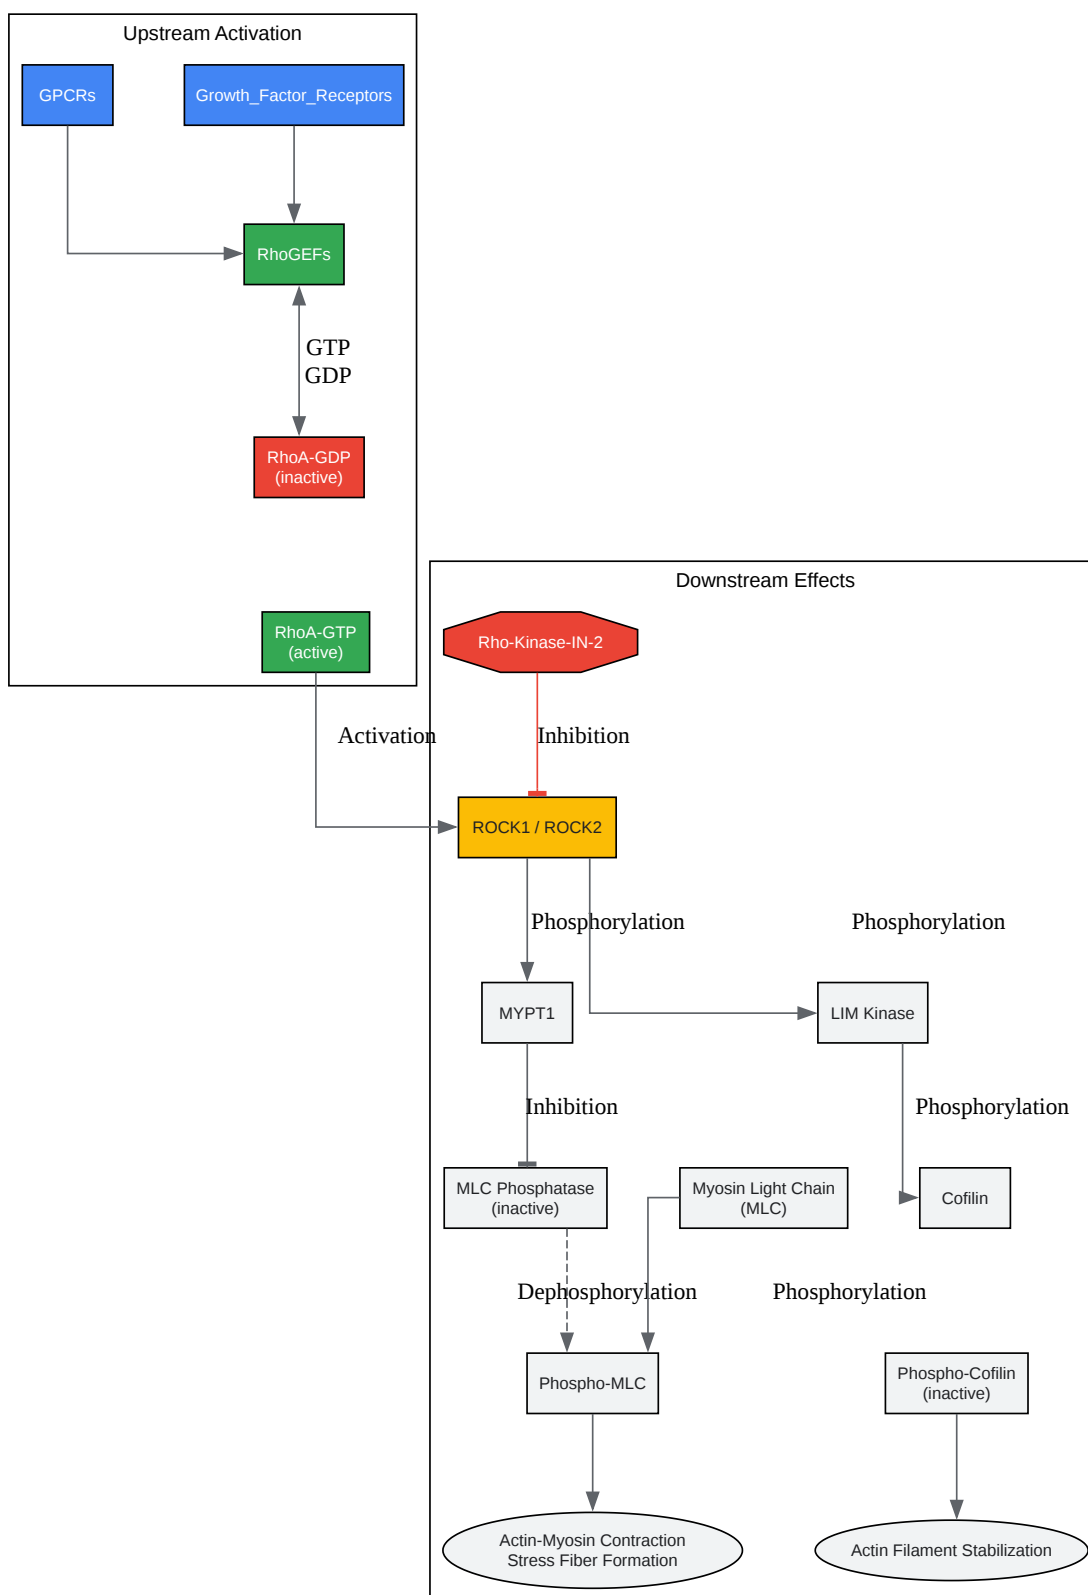 Upstream Activation
GPCRs
Growth_Factor_Receptors
RhoGEFs
GTP
GDP
RhoA-GDP
(inactive)
Downstream Effects
RhoA-GTP
(active)
Rho-Kinase-IN-2
Activation
Inhibition
ROCK1 / ROCK2
Phosphorylation
Phosphorylation
MYPT1
LIM Kinase
Inhibition
Phosphorylation
MLC Phosphatase
(inactive)
Myosin Light Chain
(MLC)
Cofilin
Dephosphorylation
Phosphorylation
Phospho-MLC
Phospho-Cofilin
(inactive)
Actin-Myosin Contraction
Stress Fiber Formation
Actin Filament Stabilization